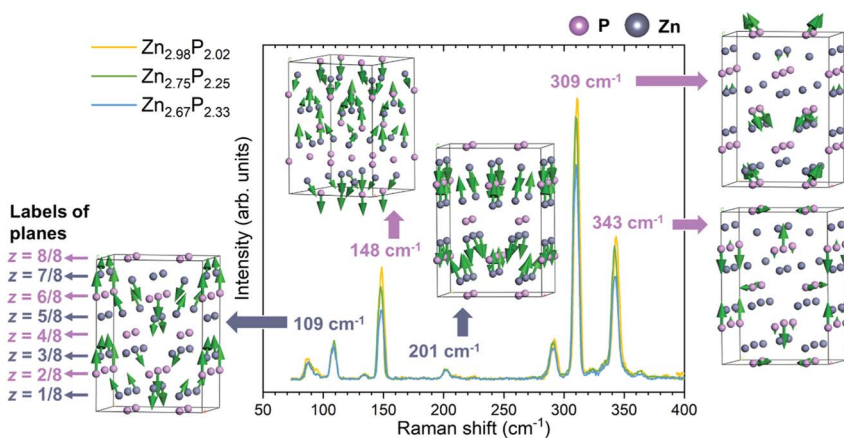 Zn2.98P2.02
Zn2.75P2.25
Zn2.67P2.33
P Zn
309 cm-1
343 cm-1
148 cm-1
109 cm-1
201 cm-1
Labels of
planes
z = 8/8
z = 7/8
z = 6/8
z = 5/8
z = 4/8
z = 3/8
z = 2/8
z = 1/8
Intensity (arb. units)
50 100 150 200 250 300 350 400
Raman shift (cm-1)